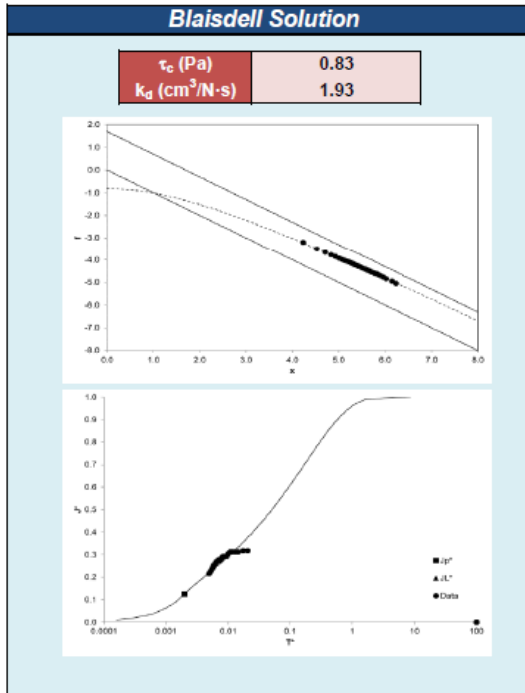 Blaisdell Solution
τc (Pa) 0.83
kd (cm³/N·s) 1.93
2.0
1.0
0.0
-1.0
-2.0
-3.0
-4.0
-5.0
-6.0
-7.0
-8.0
f
0.0 1.0 2.0 3.0 4.0 5.0 6.0 7.0 8.0
x
1.0
0.9
0.8
0.7
0.6
0.5
0.4
0.3
0.2
0.1
0
J*
Jp*
JL*
Data
0.0001 0.001 0.01 0.1 1 10 100
T*